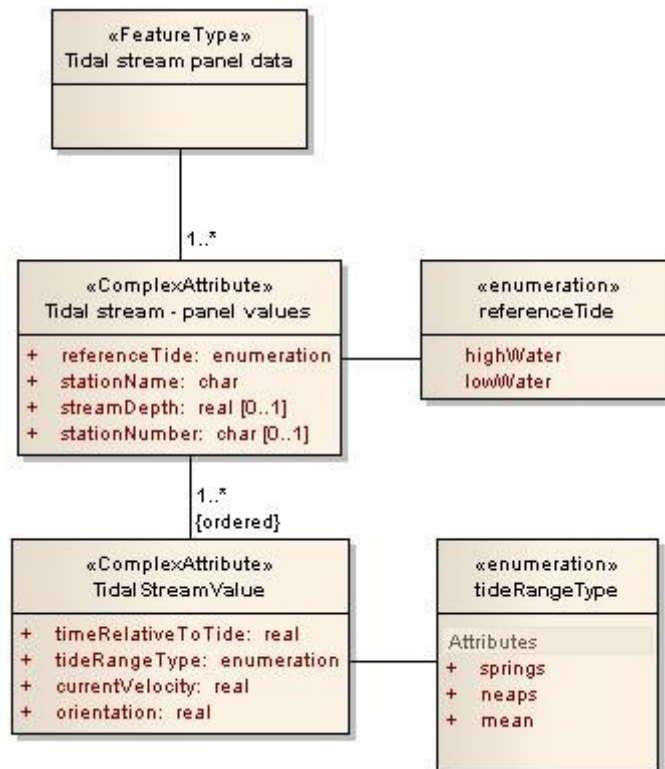 «FeatureType»
Tidal stream panel data
1..*
«ComplexAttribute»
Tidal stream - panel values
+ referenceTide: enumeration
+ stationName: char
+ streamDepth: real [0..1]
+ stationNumber: char [0..1]
«enumeration»
referenceTide
highWater
lowWater
1..*
{ordered}
«ComplexAttribute»
TidalStreamValue
+ timeRelativeToTide: real
+ tideRangeType: enumeration
+ currentVelocity: real
+ orientation: real
«enumeration»
tideRangeType
Attributes
+ springs
+ neaps
+ mean